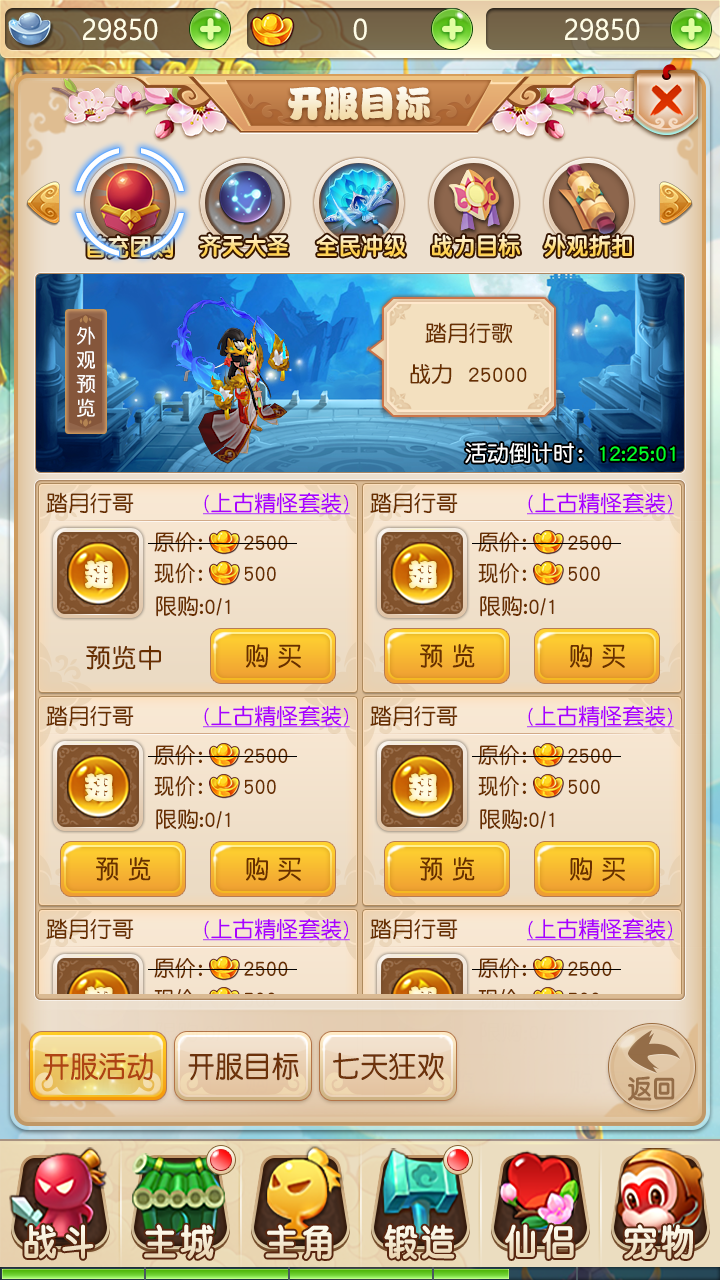 29850
0
29850
开服目标
首充团购
齐天大圣
全民冲级
战力目标
外观折扣
外观预览
踏月行歌
战力 25000
活动倒计时：12:25:01
踏月行哥 (上古精怪套装)
翅
原价:2500
现价:500
限购:0/1
预览中
购买
踏月行哥 (上古精怪套装)
翅
原价:2500
现价:500
限购:0/1
预览
购买
踏月行哥 (上古精怪套装)
翅
原价:2500
现价:500
限购:0/1
预览
购买
踏月行哥 (上古精怪套装)
翅
原价:2500
现价:500
限购:0/1
预览
购买
踏月行哥 (上古精怪套装)
原价:2500
踏月行哥 (上古精怪套装)
原价:2500
开服活动
开服目标
七天狂欢
返回
战斗
主城
主角
锻造
仙侣
宠物